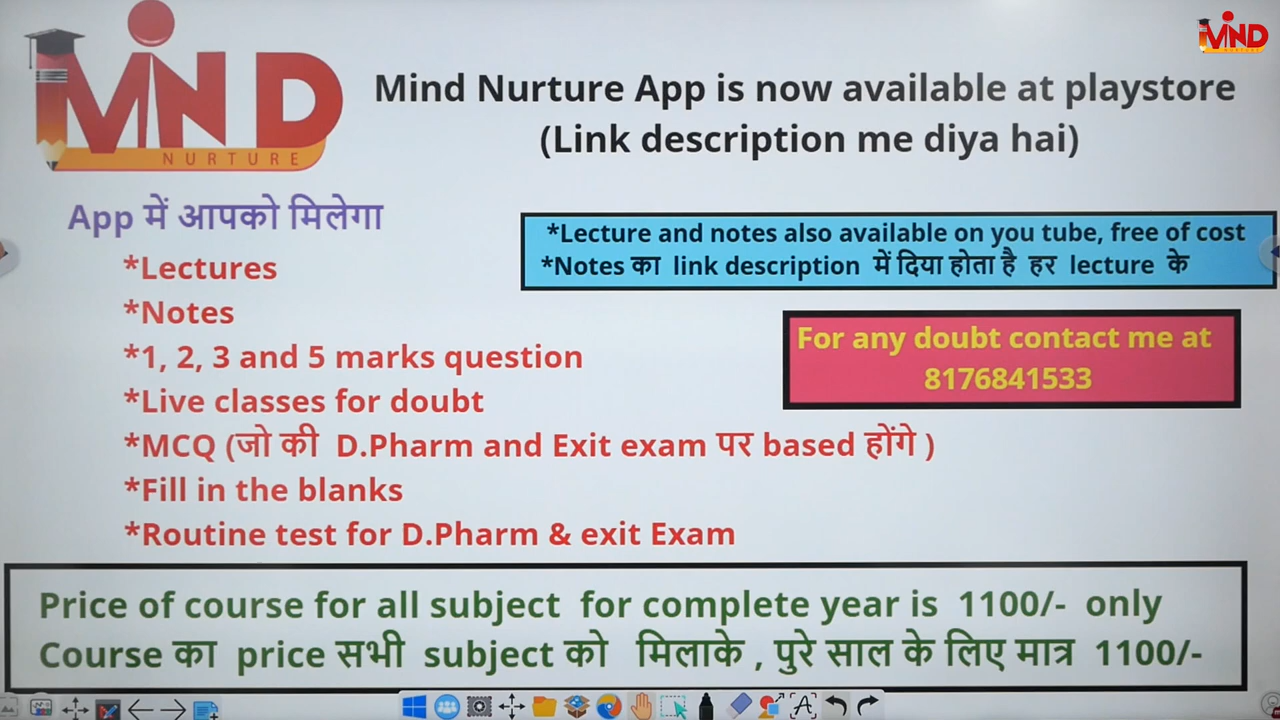 MIND
NURTURE
MIND
NURTURE
Mind Nurture App is now available at playstore
(Link description me diya hai)
App में आपको मिलेगा
*Lectures
*Notes
*1, 2, 3 and 5 marks question
*Live classes for doubt
*MCQ (जो की D.Pharm and Exit exam पर based होंगे )
*Fill in the blanks
*Routine test for D.Pharm & exit Exam
*Lecture and notes also available on you tube, free of cost
*Notes का link description में दिया होता है हर lecture के
For any doubt contact me at
8176841533
Price of course for all subject for complete year is 1100/- only
Course का price सभी subject को मिलाके , पुरे साल के लिए मात्र 1100/-